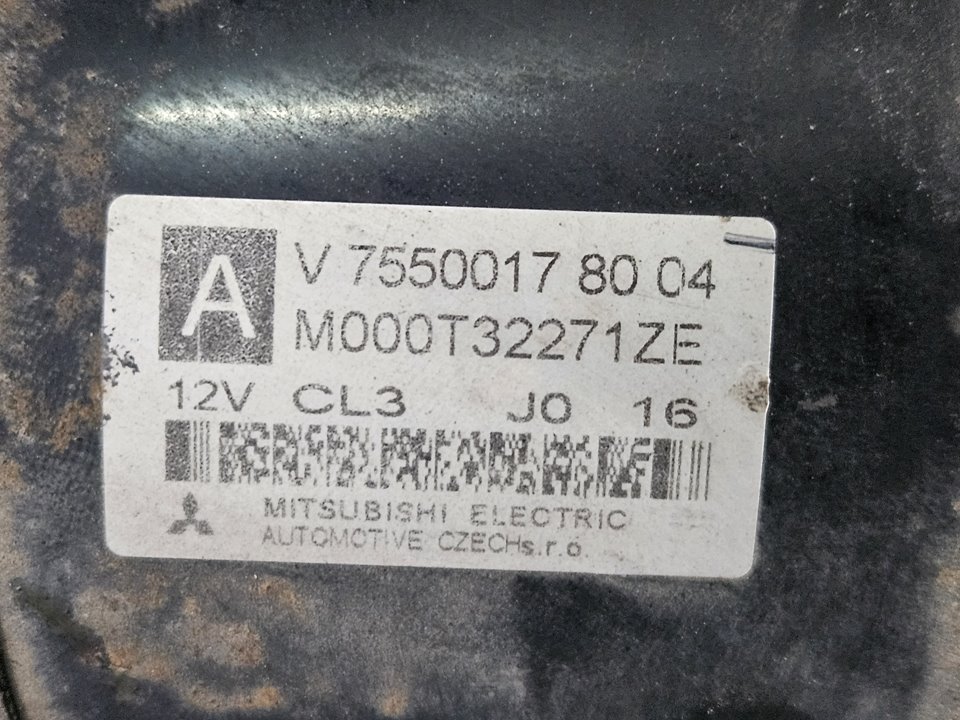 A
V 7550017 80 04
M000T32271ZE
12V CL3 J0 16
MITSUBISHI ELECTRIC
AUTOMOTIVE CZECHs.r.o.